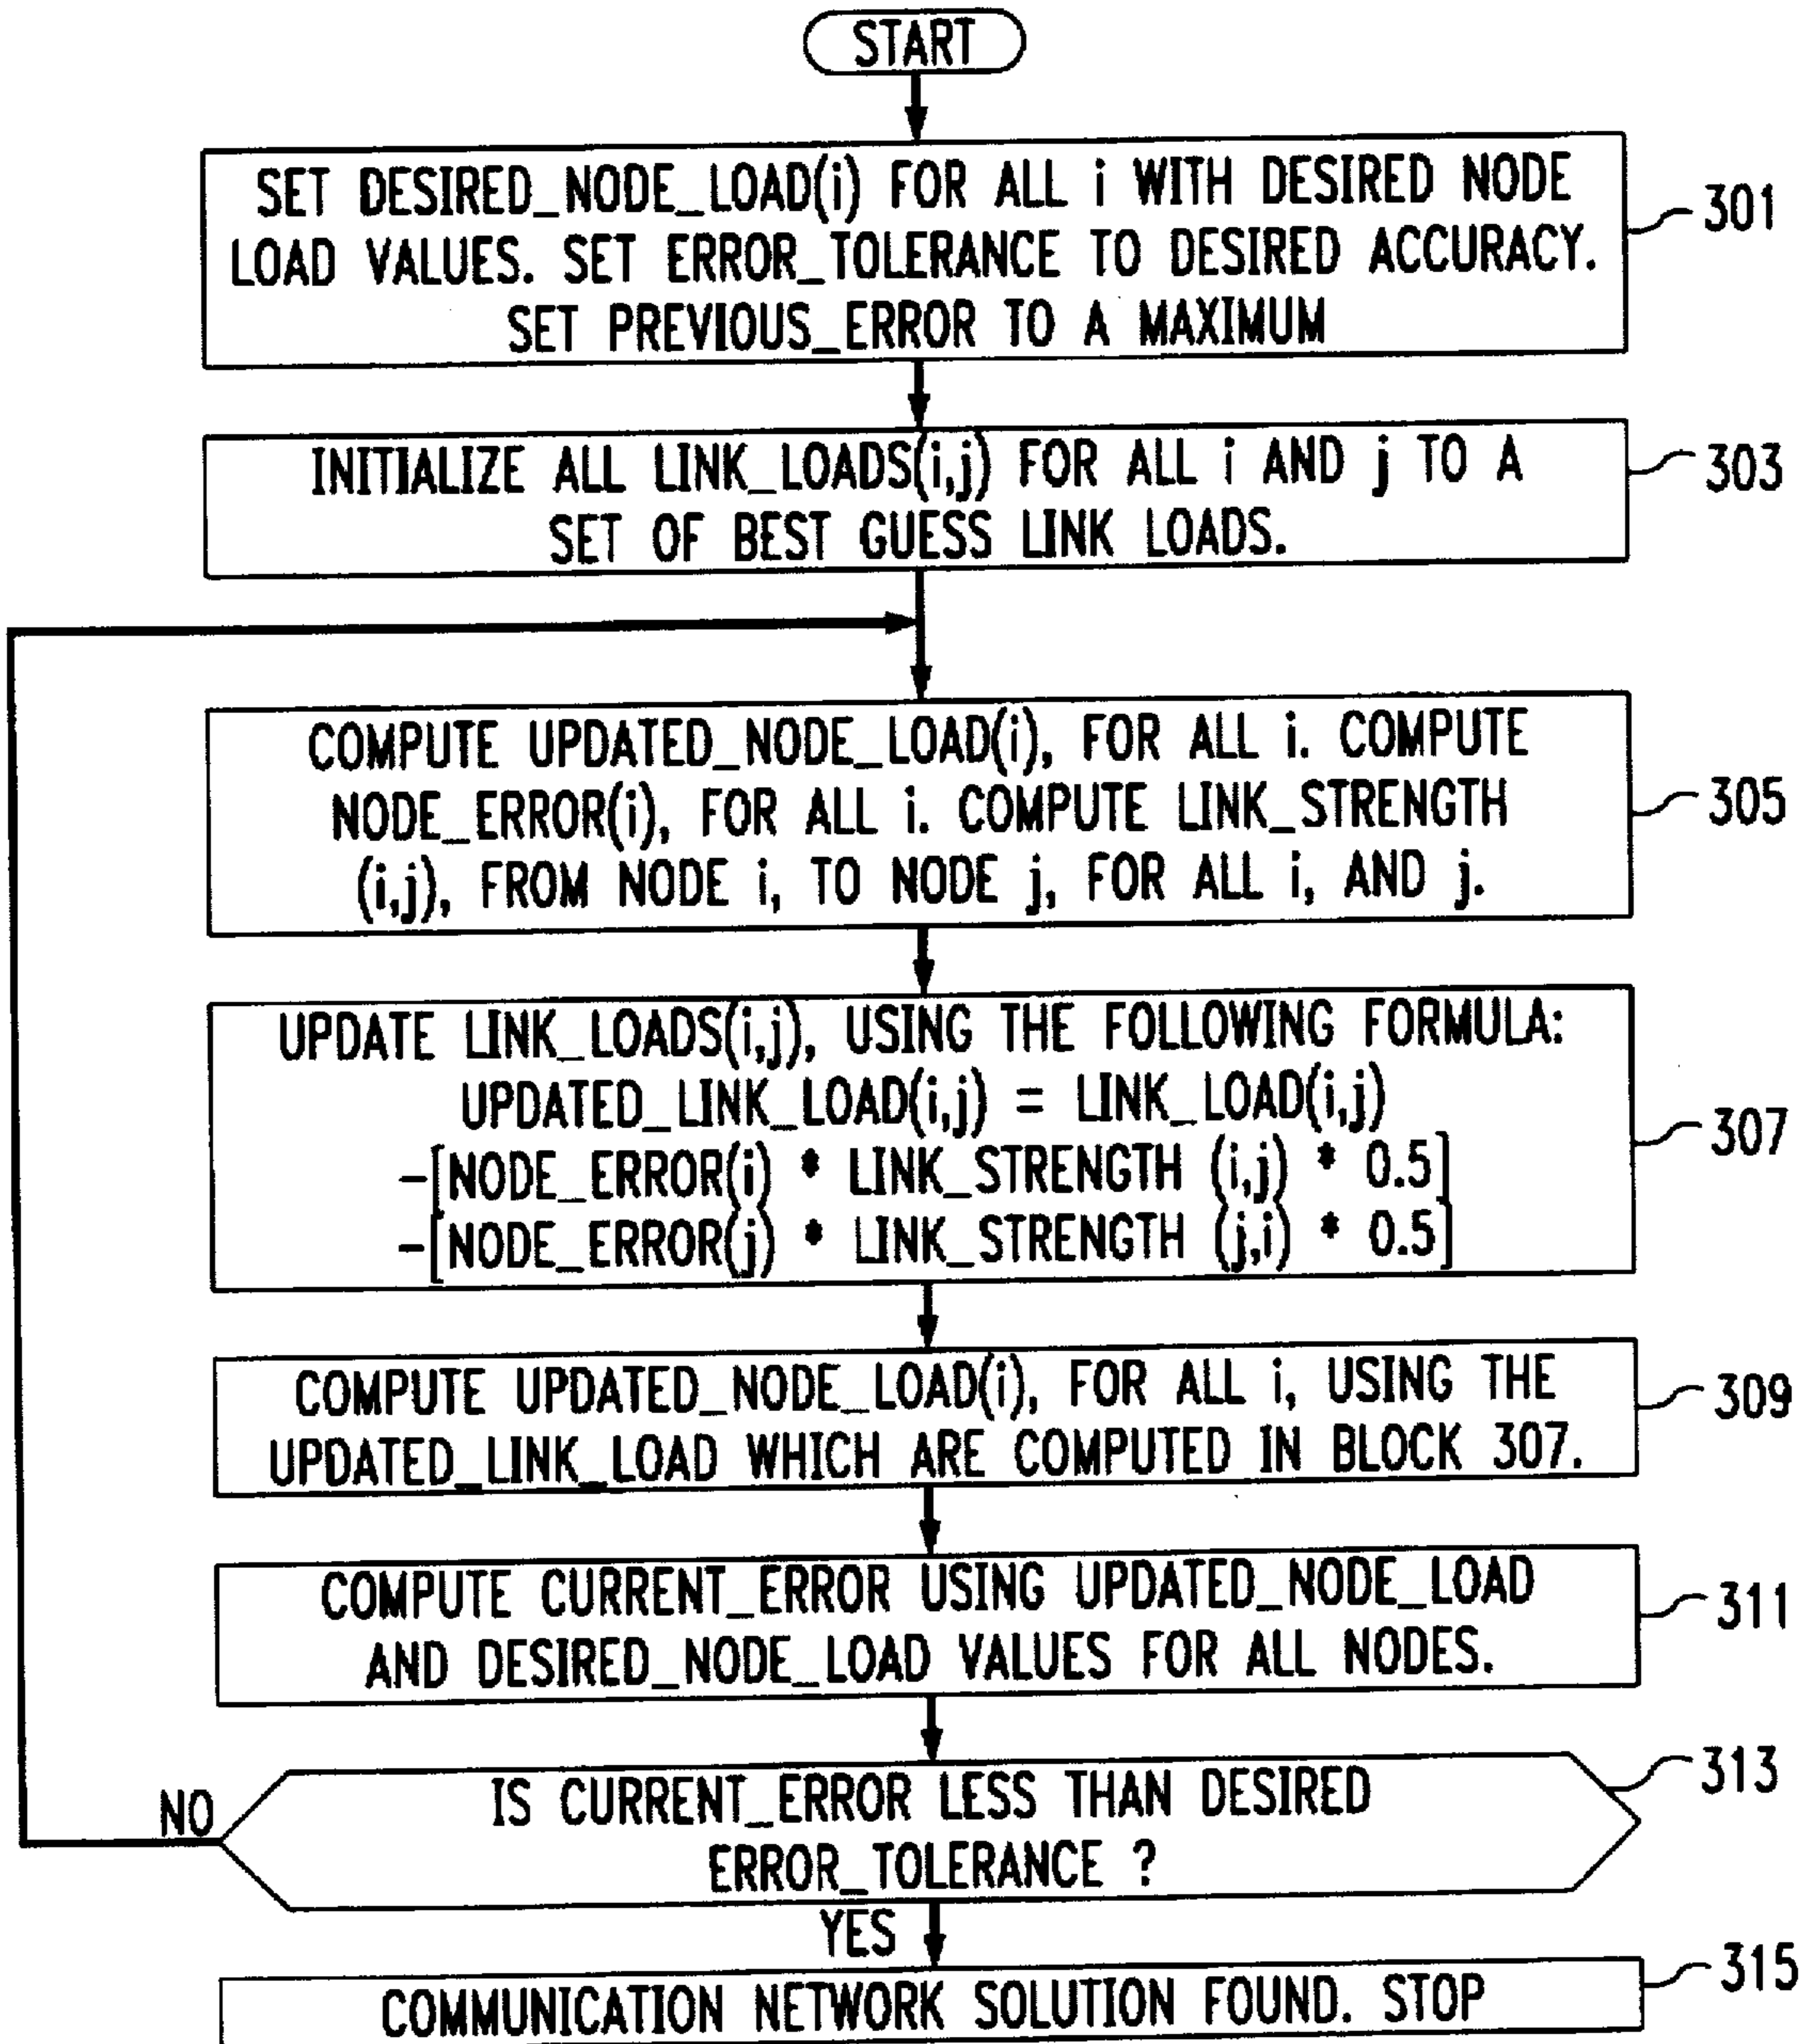 START
SET DESIRED_NODE_LOAD(i) FOR ALL i WITH DESIRED NODE
LOAD VALUES. SET ERROR_TOLERANCE TO DESIRED ACCURACY.
SET PREVIOUS_ERROR TO A MAXIMUM
301
INITIALIZE ALL LINK_LOADS(i,j) FOR ALL i AND j TO A
SET OF BEST GUESS LINK LOADS.
303
COMPUTE UPDATED_NODE_LOAD(i), FOR ALL i. COMPUTE
NODE_ERROR(i), FOR ALL i. COMPUTE LINK_STRENGTH
(i,j), FROM NODE i, TO NODE j, FOR ALL i, AND j.
305
UPDATE LINK_LOADS(i,j), USING THE FOLLOWING FORMULA:
UPDATED_LINK_LOAD(i,j) = LINK_LOAD(i,j)
-[NODE_ERROR(i) * LINK_STRENGTH (i,j) * 0.5]
-[NODE_ERROR(j) * LINK_STRENGTH (j,i) * 0.5]
307
COMPUTE UPDATED_NODE_LOAD(i), FOR ALL i, USING THE
UPDATED_LINK_LOAD WHICH ARE COMPUTED IN BLOCK 307.
309
COMPUTE CURRENT_ERROR USING UPDATED_NODE_LOAD
AND DESIRED_NODE_LOAD VALUES FOR ALL NODES.
311
IS CURRENT_ERROR LESS THAN DESIRED
ERROR_TOLERANCE ?
313
NO
YES
COMMUNICATION NETWORK SOLUTION FOUND. STOP
315